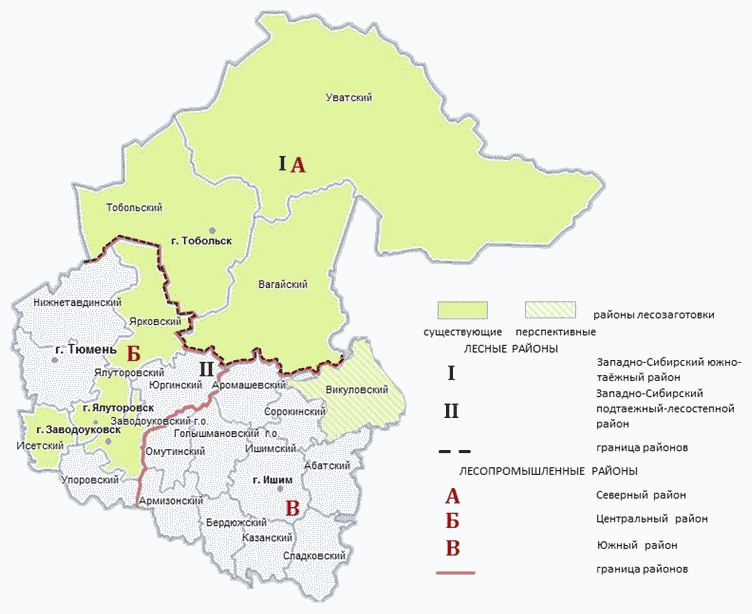 Уватский
I А
Тобольский
г. Тобольск
Вагайский
Нижнетавдинский
Ярковский
г. Тюмень
Б
Ялуторовский
II
Юргинский
Аромашевский
Викуловский
Сорокинский
г. Ялуторовск
Заводоуковский г.о.
г. Заводоуковск
Голышмановский г.о.
Исетский
Омутинский
Ишимский
Абатский
Упоровский
г. Ишим
Армизонский
В
Бердюжский
Казанский
Сладковский
районы лесозаготовки
существующие перспективные
ЛЕСНЫЕ РАЙОНЫ
I Западно-Сибирский южно-
таёжный район
II Западно-Сибирский
подтаежный-лесостепной
район
граница районов
ЛЕСОПРОМЫШЛЕННЫЕ РАЙОНЫ
А Северный район
Б Центральный район
В Южный район
граница районов